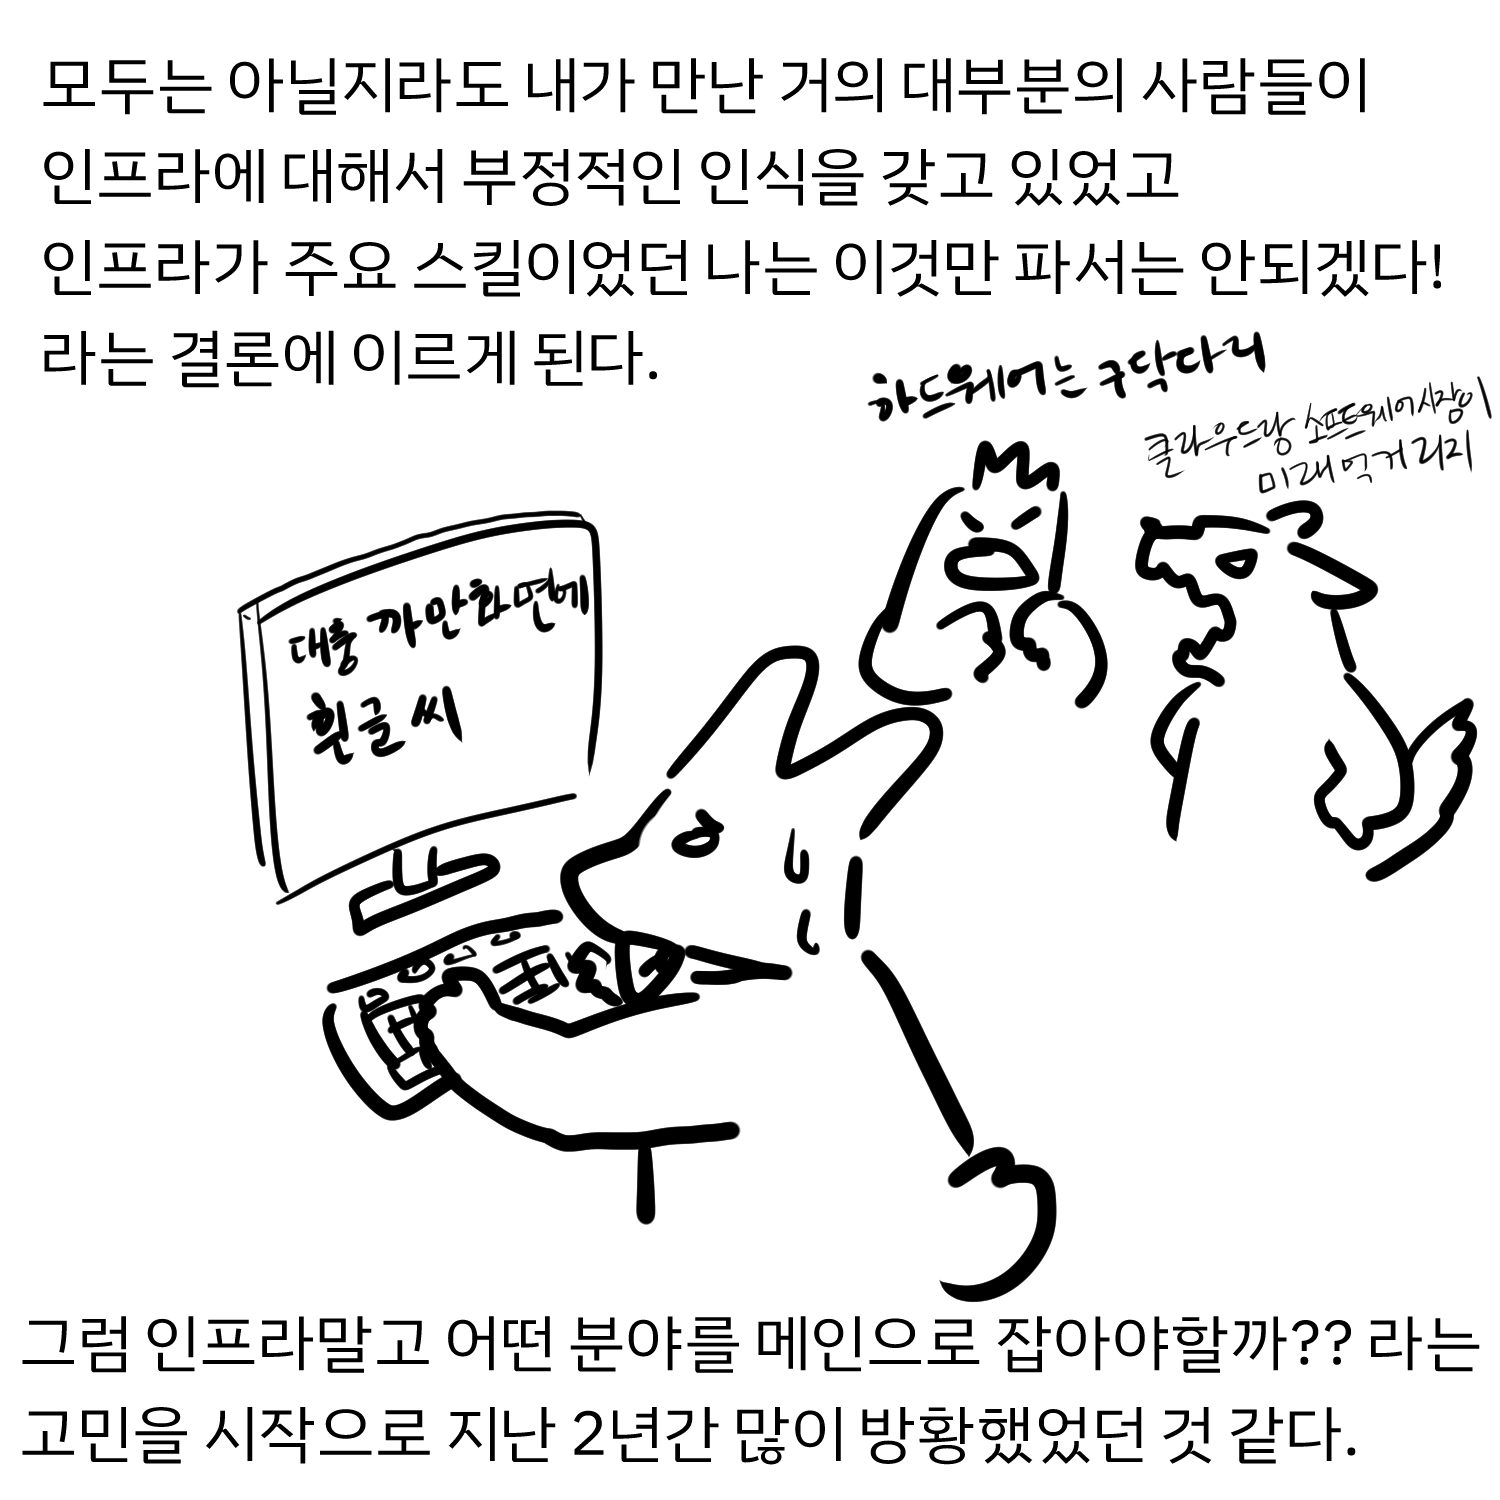 모두는 아닐지라도 내가 만난 거의 대부분의 사람들이
인프라에 대해서 부정적인 인식을 갖고 있었고
인프라가 주요 스킬이었던 나는 이것만 파서는 안되겠다!
라는 결론에 이르게 된다.
하드웨어는 구닥다리
클라우드랑 소프트웨어시장이
미래 먹거리지
대충 까만화면에
흰글씨
그럼 인프라말고 어떤 분야를 메인으로 잡아야할까?? 라는
고민을 시작으로 지난 2년간 많이 방황했었던 것 같다.